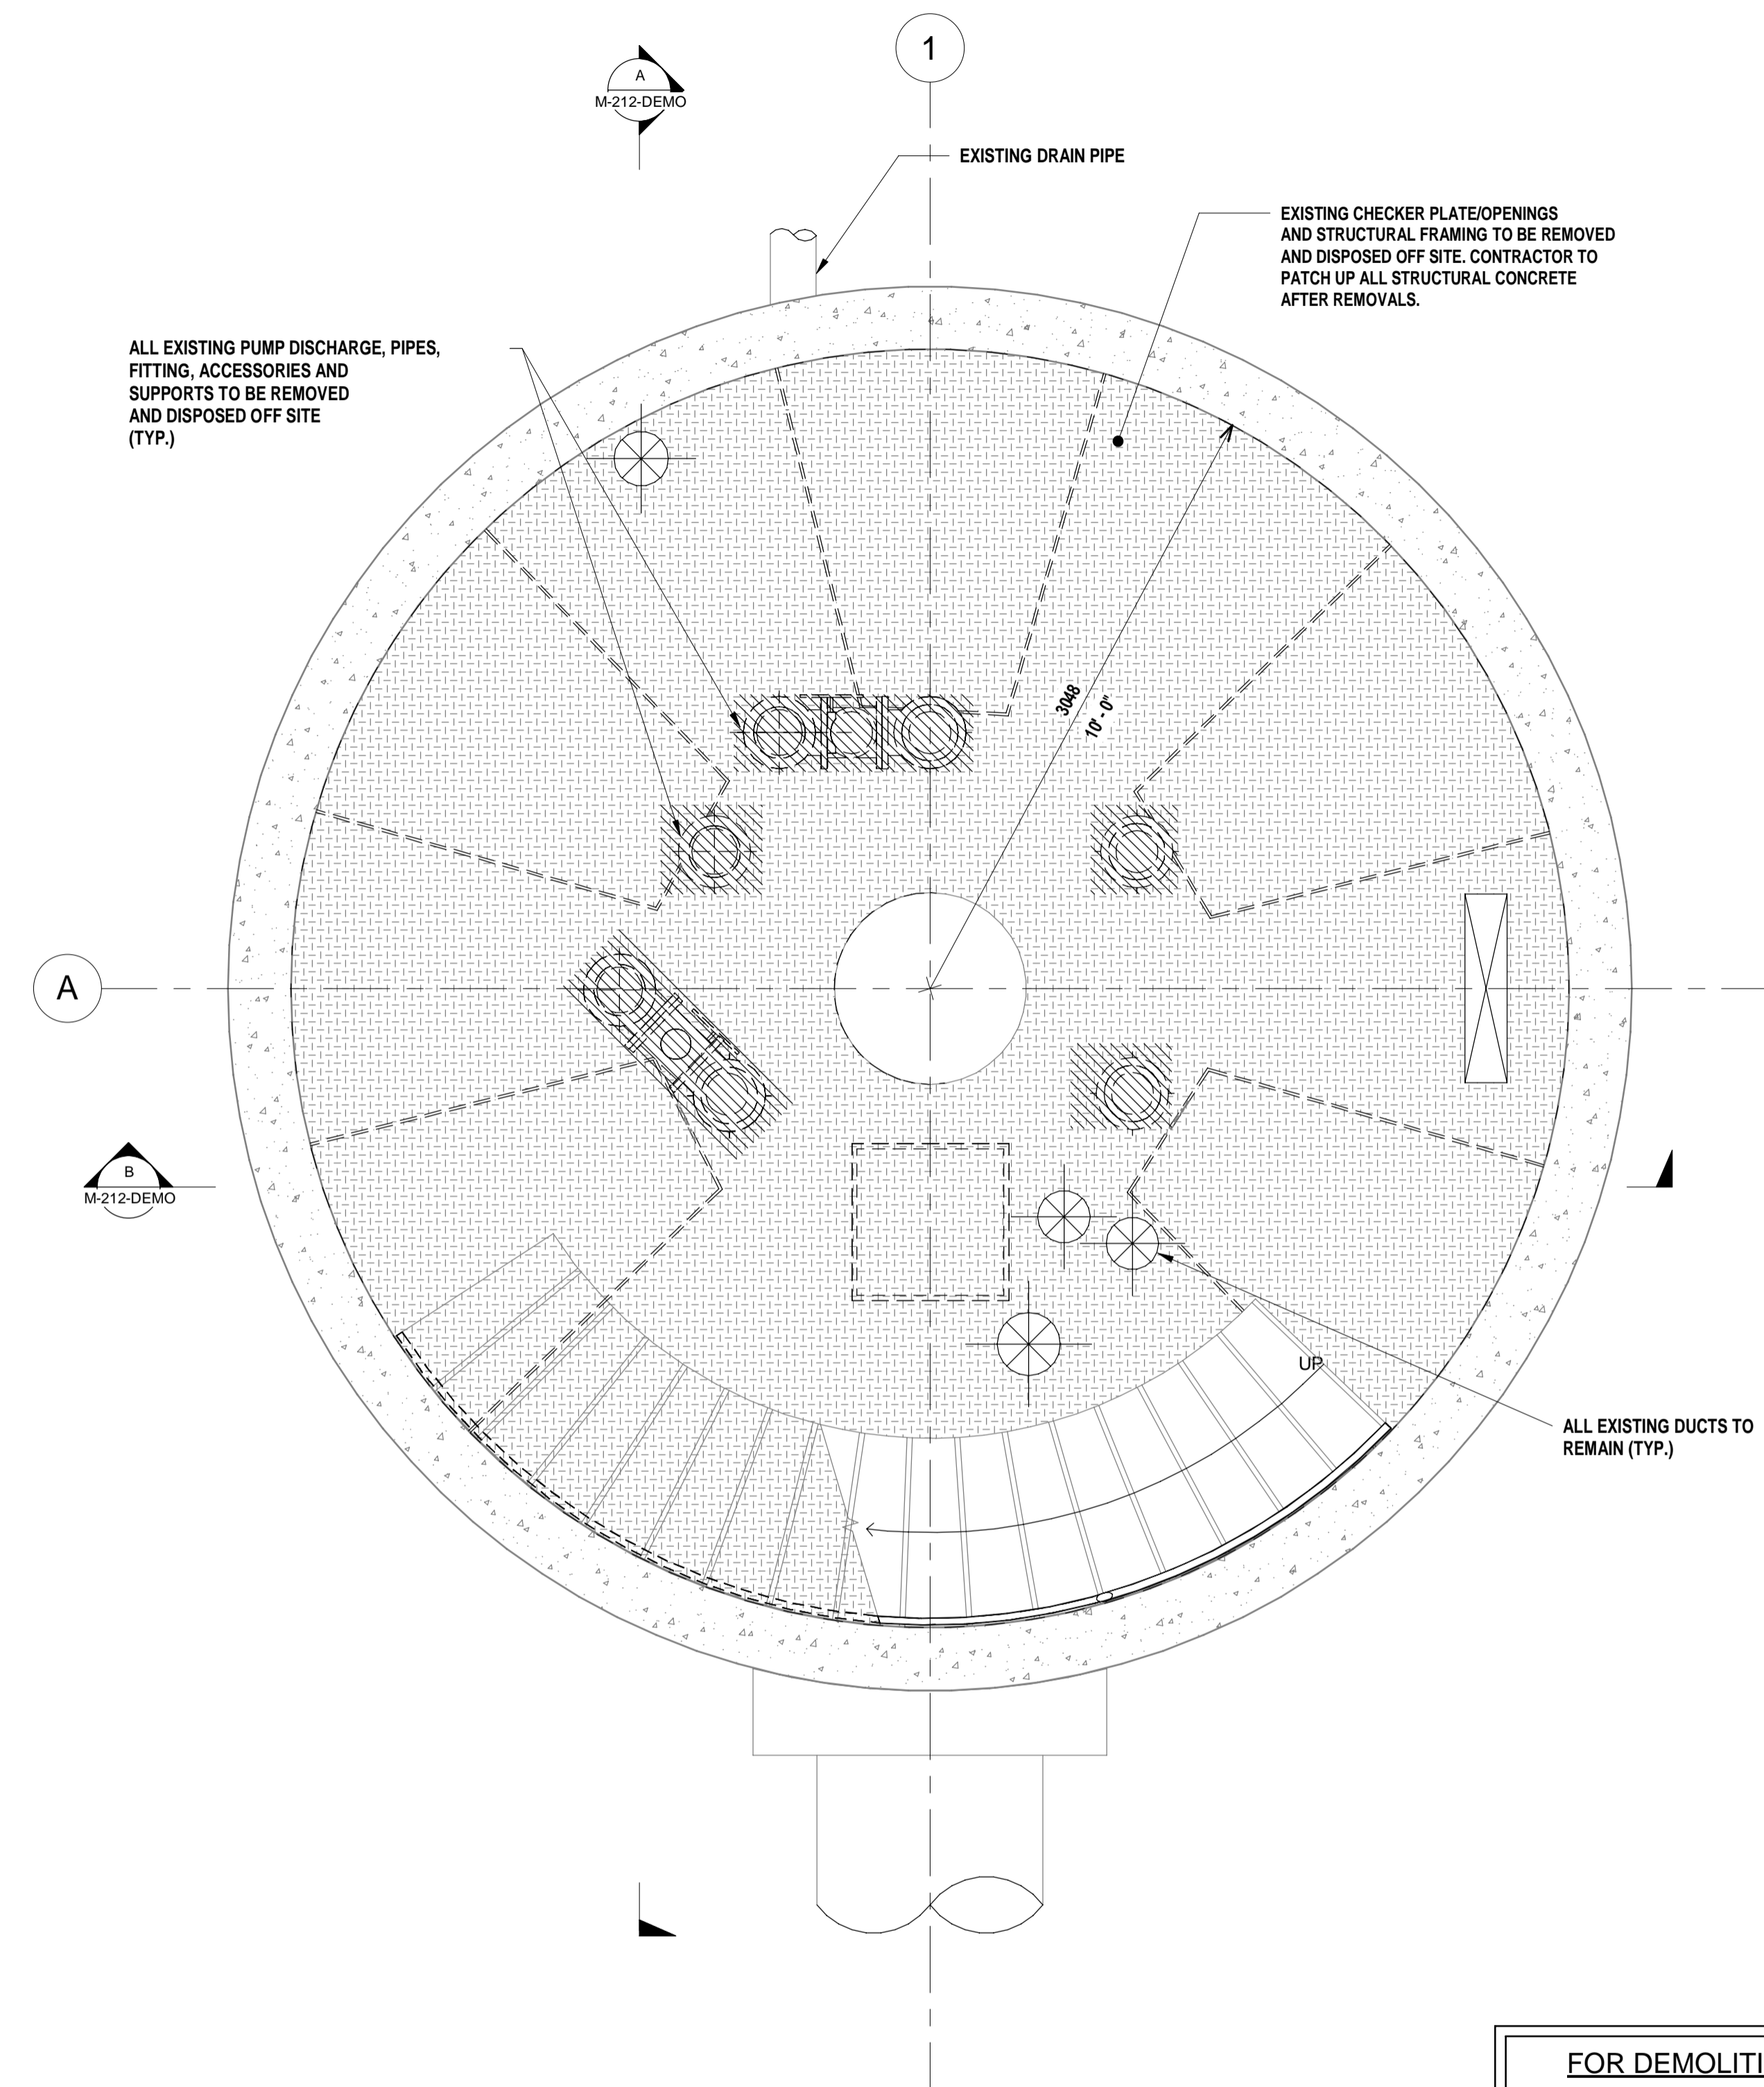 1
A
M-212-DEMO
EXISTING DRAIN PIPE
EXISTING CHECKER PLATE/OPENINGS
AND STRUCTURAL FRAMING TO BE REMOVED
AND DISPOSED OFF SITE. CONTRACTOR TO
PATCH UP ALL STRUCTURAL CONCRETE
AFTER REMOVALS.
ALL EXISTING PUMP DISCHARGE, PIPES,
FITTING, ACCESSORIES AND
SUPPORTS TO BE REMOVED
AND DISPOSED OFF SITE
(TYP.)
3048
10' - 0"
A
B
M-212-DEMO
UP
ALL EXISTING DUCTS TO
REMAIN (TYP.)
FOR DEMOLITI